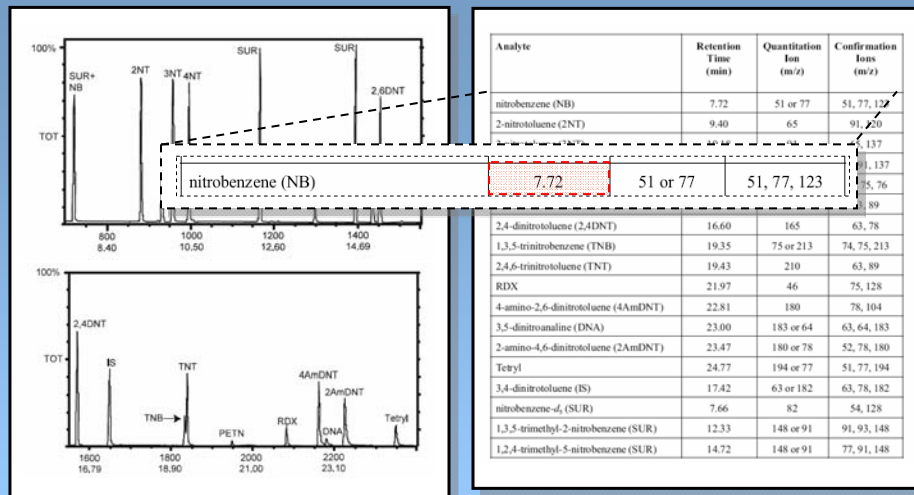 100%
SUR+
NB
2NT
3NT
4NT
SUR
SUR
2,6DNT
TOT
800
1000
1200
1400
8,40
10,50
12,60
14,69
100%
2,4DNT
IS
TNT
4AmDNT
2AmDNT
TOT
TNB
PETN
RDX
DNA
Tetryl
1600
1800
2000
2200
16,79
18,90
21,00
23,10
Analyte Retention Time (min) Quantitation Ion (m/z) Confirmation Ions (m/z)
nitrobenzene (NB) 7.72 51 or 77 51, 77, 123
2-nitrotoluene (2NT) 9.40 65 91, 120
137
91, 137
75, 76
nitrobenzene (NB) 7.72 51 or 77 51, 77, 123
89
2,4-dinitrotoluene (2,4DNT) 16.60 165 63, 78
1,3,5-trinitrobenzene (TNB) 19.35 75 or 213 74, 75, 213
2,4,6-trinitrotoluene (TNT) 19.43 210 63, 89
RDX 21.97 46 75, 128
4-amino-2,6-dinitrotoluene (4AmDNT) 22.81 180 78, 104
3,5-dinitroanaline (DNA) 23.00 183 or 64 63, 64, 183
2-amino-4,6-dinitrotoluene (2AmDNT) 23.47 180 or 78 52, 78, 180
Tetryl 24.77 194 or 77 51, 77, 194
3,4-dinitrotoluene (IS) 17.42 63 or 182 63, 78, 182
nitrobenzene-d5 (SUR) 7.66 82 54, 128
1,3,5-trimethyl-2-nitrobenzene (SUR) 12.33 148 or 91 91, 93, 148
1,2,4-trimethyl-5-nitrobenzene (SUR) 14.72 148 or 91 77, 91, 148